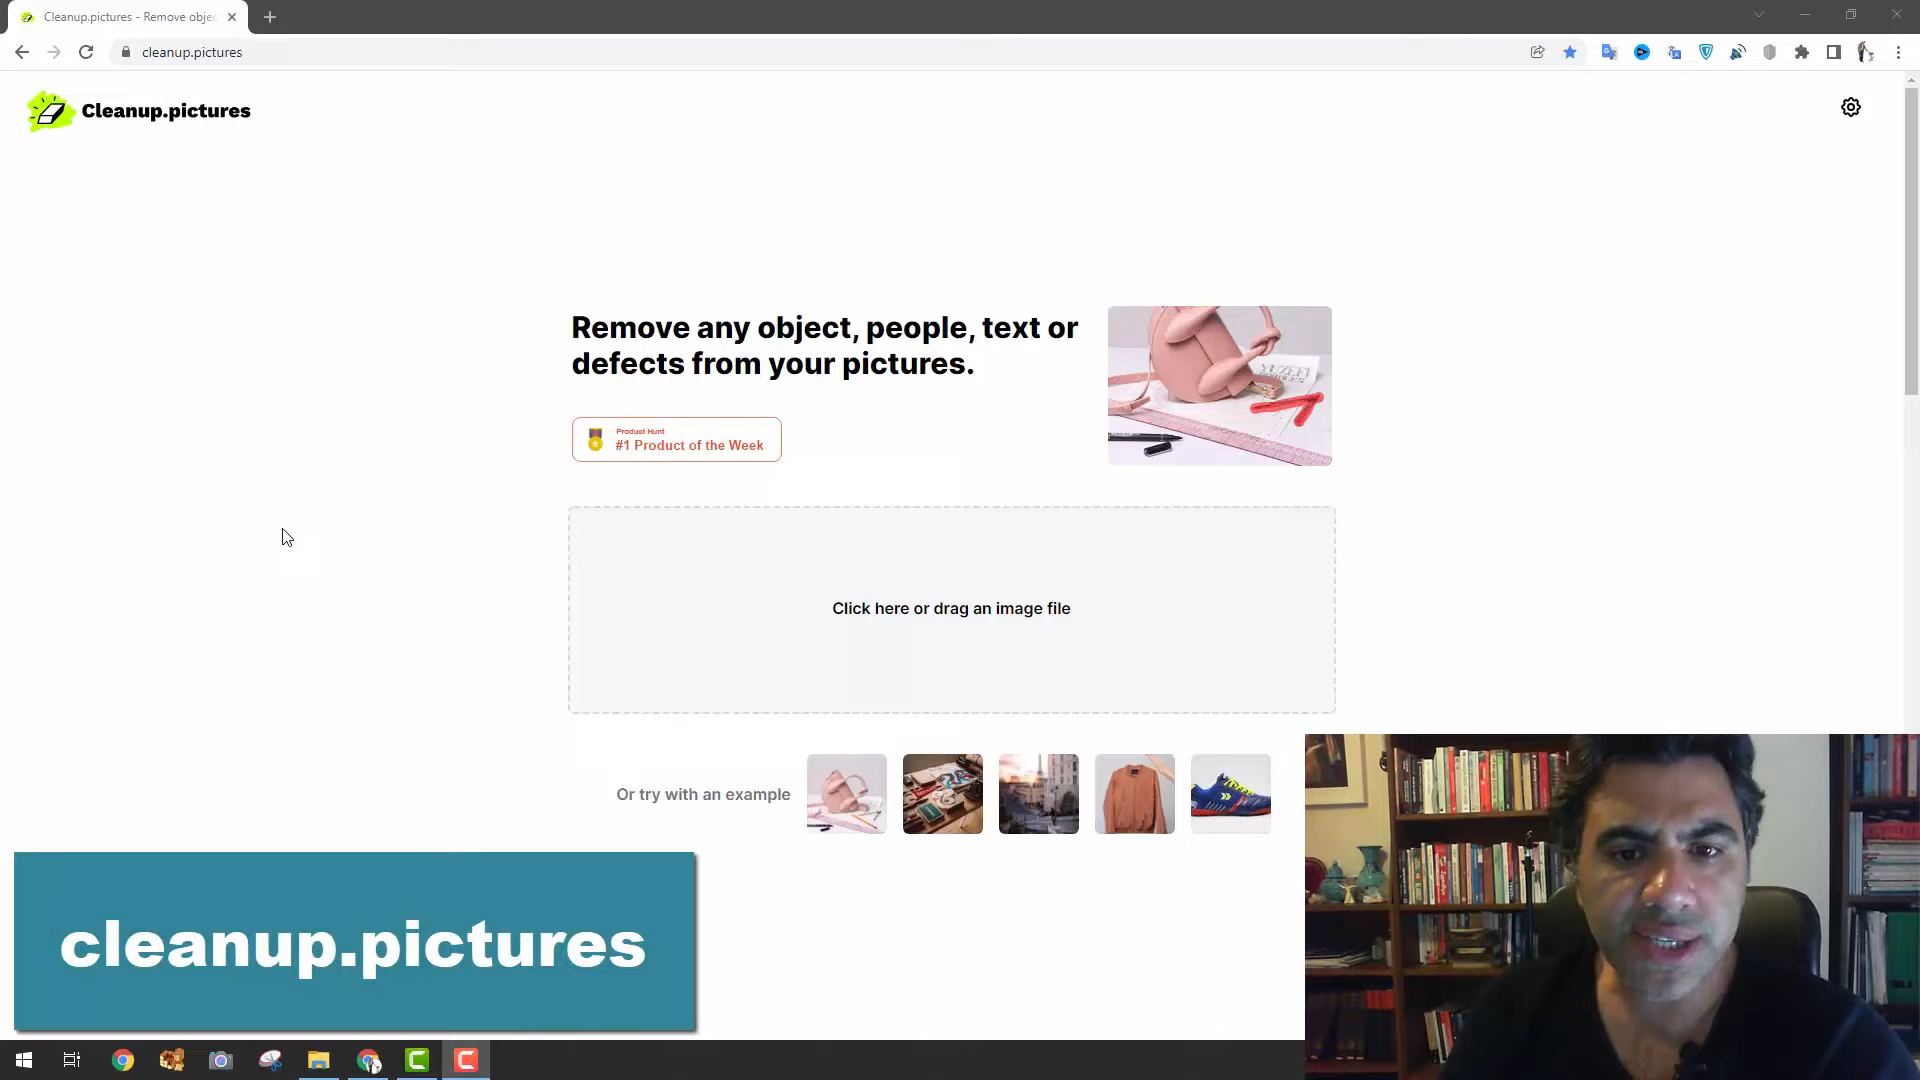 Cleanup.pictures - Remove objec
cleanup.pictures
Cleanup.pictures
Remove any object, people, text or
defects from your pictures.
Product Hunt
#1 Product of the Week
Click here or drag an image file
Or try with an example
cleanup.pictures